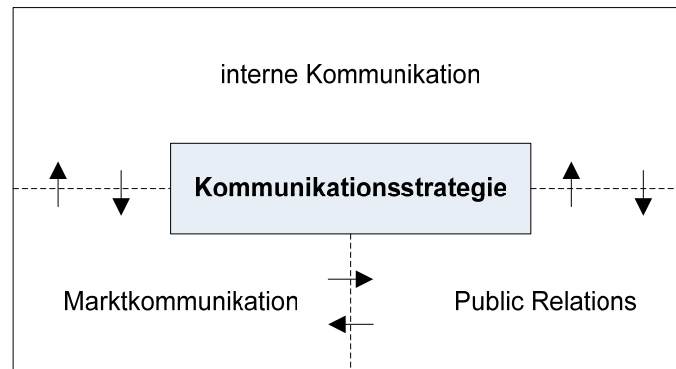 interne Kommunikation
Kommunikationsstrategie
Marktkommunikation
Public Relations